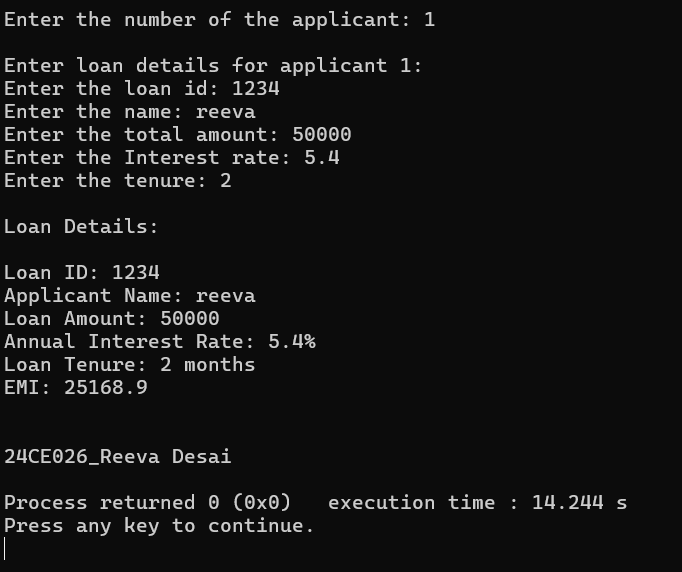 Enter the number of the applicant: 1
Enter loan details for applicant 1:
Enter the loan id: 1234
Enter the name: reeva
Enter the total amount: 50000
Enter the Interest rate: 5.4
Enter the tenure: 2
Loan Details:
Loan ID: 1234
Applicant Name: reeva
Loan Amount: 50000
Annual Interest Rate: 5.4%
Loan Tenure: 2 months
EMI: 25168.9
24CE026_Reeva Desai
Process returned 0 (0x0)   execution time : 14.244 s
Press any key to continue.